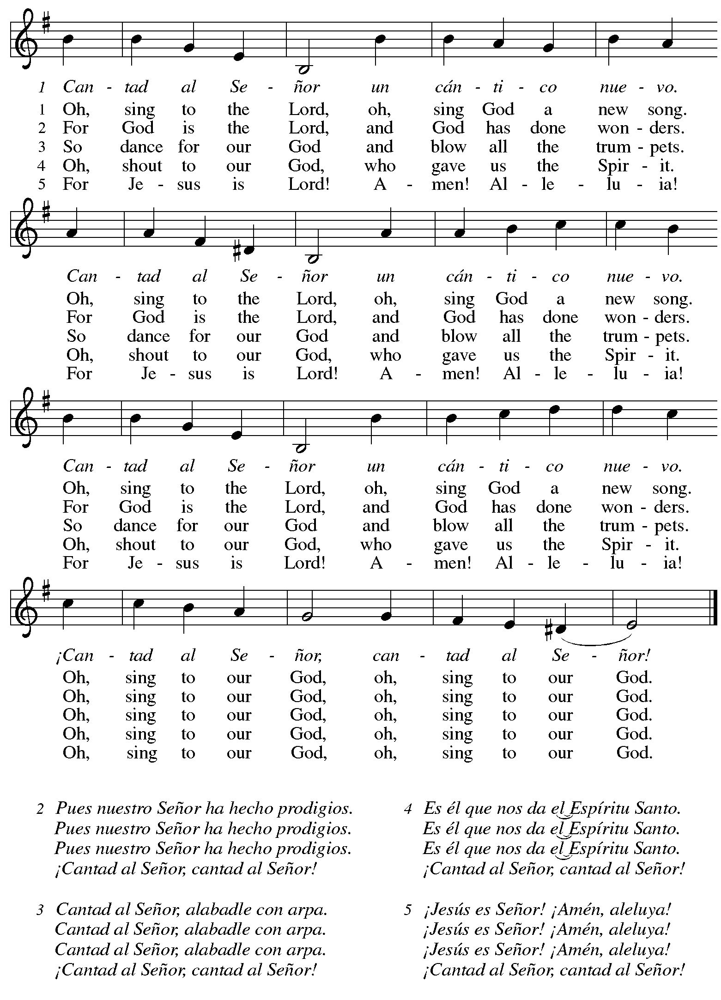 1 Can - tad al Se - ñor un cán - ti - co nue - vo.
1 Oh, sing to the Lord, oh, sing God a new song.
2 For God is the Lord, and God has done won - ders.
3 So dance for our God and blow all the trum - pets.
4 Oh, shout to our God, who gave us the Spir - it.
5 For Je - sus is Lord! A - men! Al - le - lu - ia!
Can - tad al Se - ñor un cán - ti - co nue - vo.
Oh, sing to the Lord, oh, sing God a new song.
For God is the Lord, and God has done won - ders.
So dance for our God and blow all the trum - pets.
Oh, shout to our God, who gave us the Spir - it.
For Je - sus is Lord! A - men! Al - le - lu - ia!
Can - tad al Se - ñor un cán - ti - co nue - vo.
Oh, sing to the Lord, oh, sing God a new song.
For God is the Lord, and God has done won - ders.
So dance for our God and blow all the trum - pets.
Oh, shout to our God, who gave us the Spir - it.
For Je - sus is Lord! A - men! Al - le - lu - ia!
¡Can - tad al Se - ñor, can - tad al Se - ñor!
Oh, sing to our God, oh, sing to our God.
Oh, sing to our God, oh, sing to our God.
Oh, sing to our God, oh, sing to our God.
Oh, sing to our God, oh, sing to our God.
Oh, sing to our God, oh, sing to our God.
2 Pues nuestro Señor ha hecho prodigios.
Pues nuestro Señor ha hecho prodigios.
Pues nuestro Señor ha hecho prodigios.
¡Cantad al Señor, cantad al Señor!
3 Cantad al Señor, alabadle con arpa.
Cantad al Señor, alabadle con arpa.
Cantad al Señor, alabadle con arpa.
¡Cantad al Señor, cantad al Señor!
4 Es él que nos da el Espíritu Santo.
Es él que nos da el Espíritu Santo.
Es él que nos da el Espíritu Santo.
¡Cantad al Señor, cantad al Señor!
5 ¡Jesús es Señor! ¡Amén, aleluya!
¡Jesús es Señor! ¡Amén, aleluya!
¡Jesús es Señor! ¡Amén, aleluya!
¡Cantad al Señor, cantad al Señor!